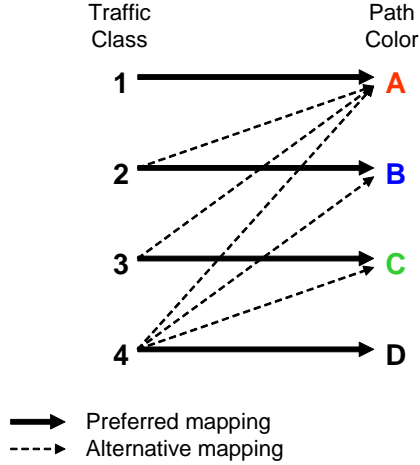 Traffic Class
Path Color
1
A
2
B
3
C
4
D
Preferred mapping
Alternative mapping